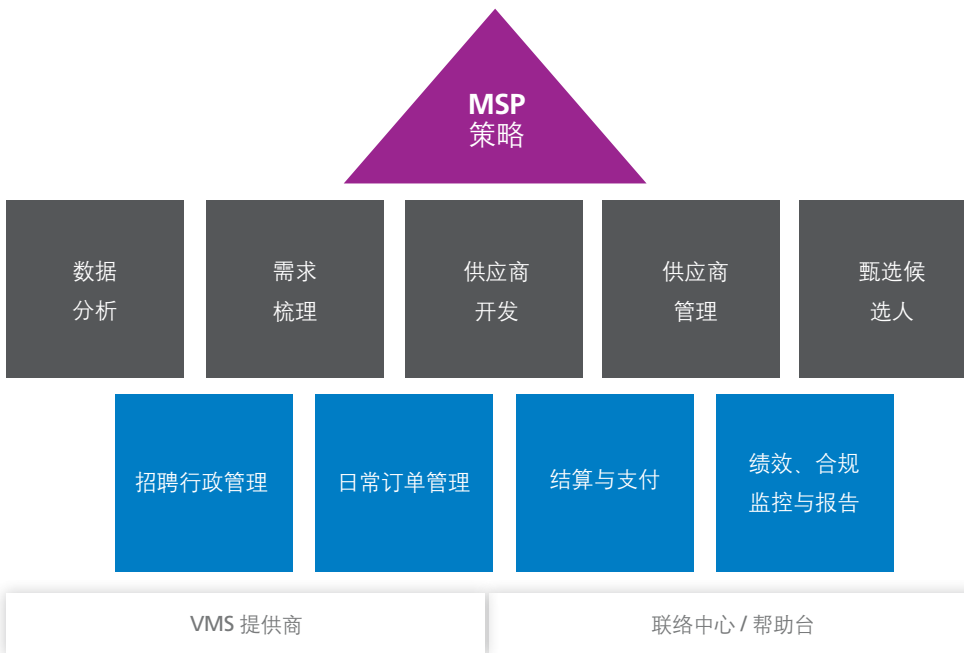 MSP
策略
数据
分析
需求
梳理
供应商
开发
供应商
管理
甄选候
选人
招聘行政管理
日常订单管理
结算与支付
绩效、合规
监控与报告
VMS 提供商
联络中心 / 帮助台